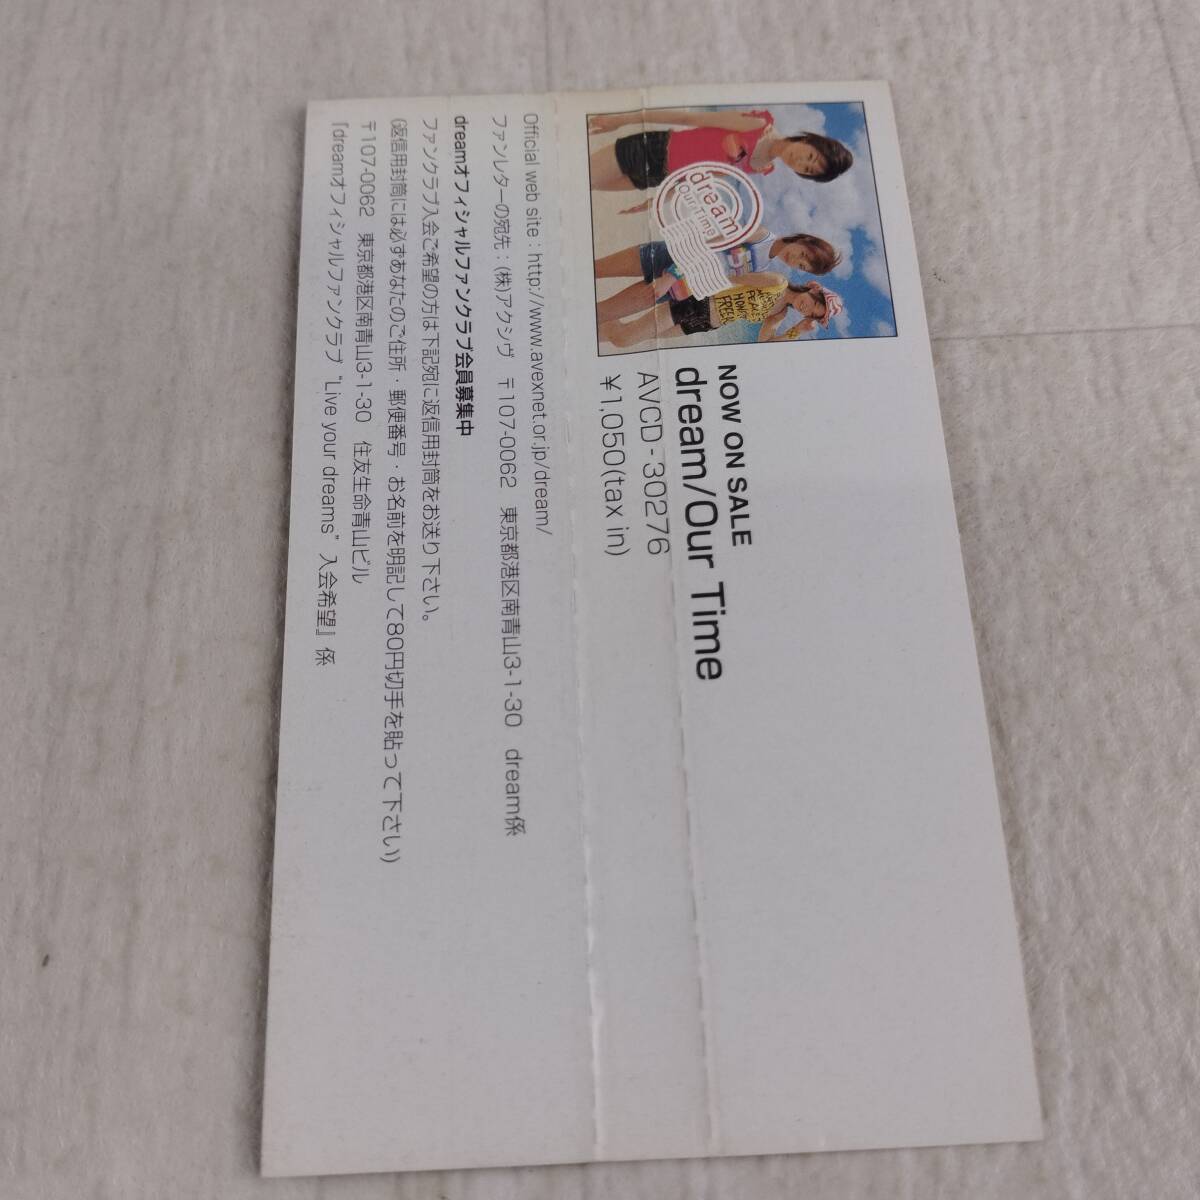 dream
Our Time
PEACE
HONOR
FREE
NOW ON SALE
dream/Our Time
AVCD-30276
¥1,050(tax in)
Official web site : http://www.avexnet.or.jp/dream/
ファンレターの宛先：(株)アクシヴ　〒107-0062　東京都港区南青山3-1-30　dream係
dreamオフィシャルファンクラブ会員募集中
ファンクラブ入会ご希望の方は下記宛に返信用封筒をお送り下さい。
(返信用封筒には必ずあなたのご住所・郵便番号・お名前を明記して80円切手を貼って下さい)
〒107-0062　東京都港区南青山3-1-30　住友生命青山ビル
『dreamオフィシャルファンクラブ “Live your dreams” 入会希望』係